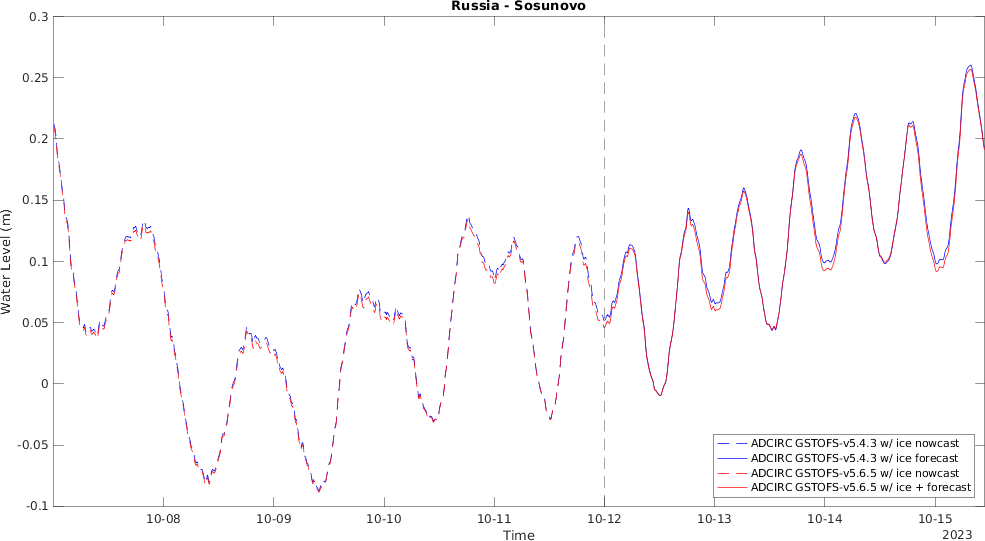 Russia - Sosunovo
0.3
0.25
0.2
0.15
0.1
0.05
0
-0.05
-0.1
Water Level (m)
10-08
10-09
10-10
10-11
10-12
10-13
10-14
10-15
Time
2023
ADCIRC GSTOFS-v5.4.3 w/ ice nowcast
ADCIRC GSTOFS-v5.4.3 w/ ice forecast
ADCIRC GSTOFS-v5.6.5 w/ ice nowcast
ADCIRC GSTOFS-v5.6.5 w/ ice + forecast